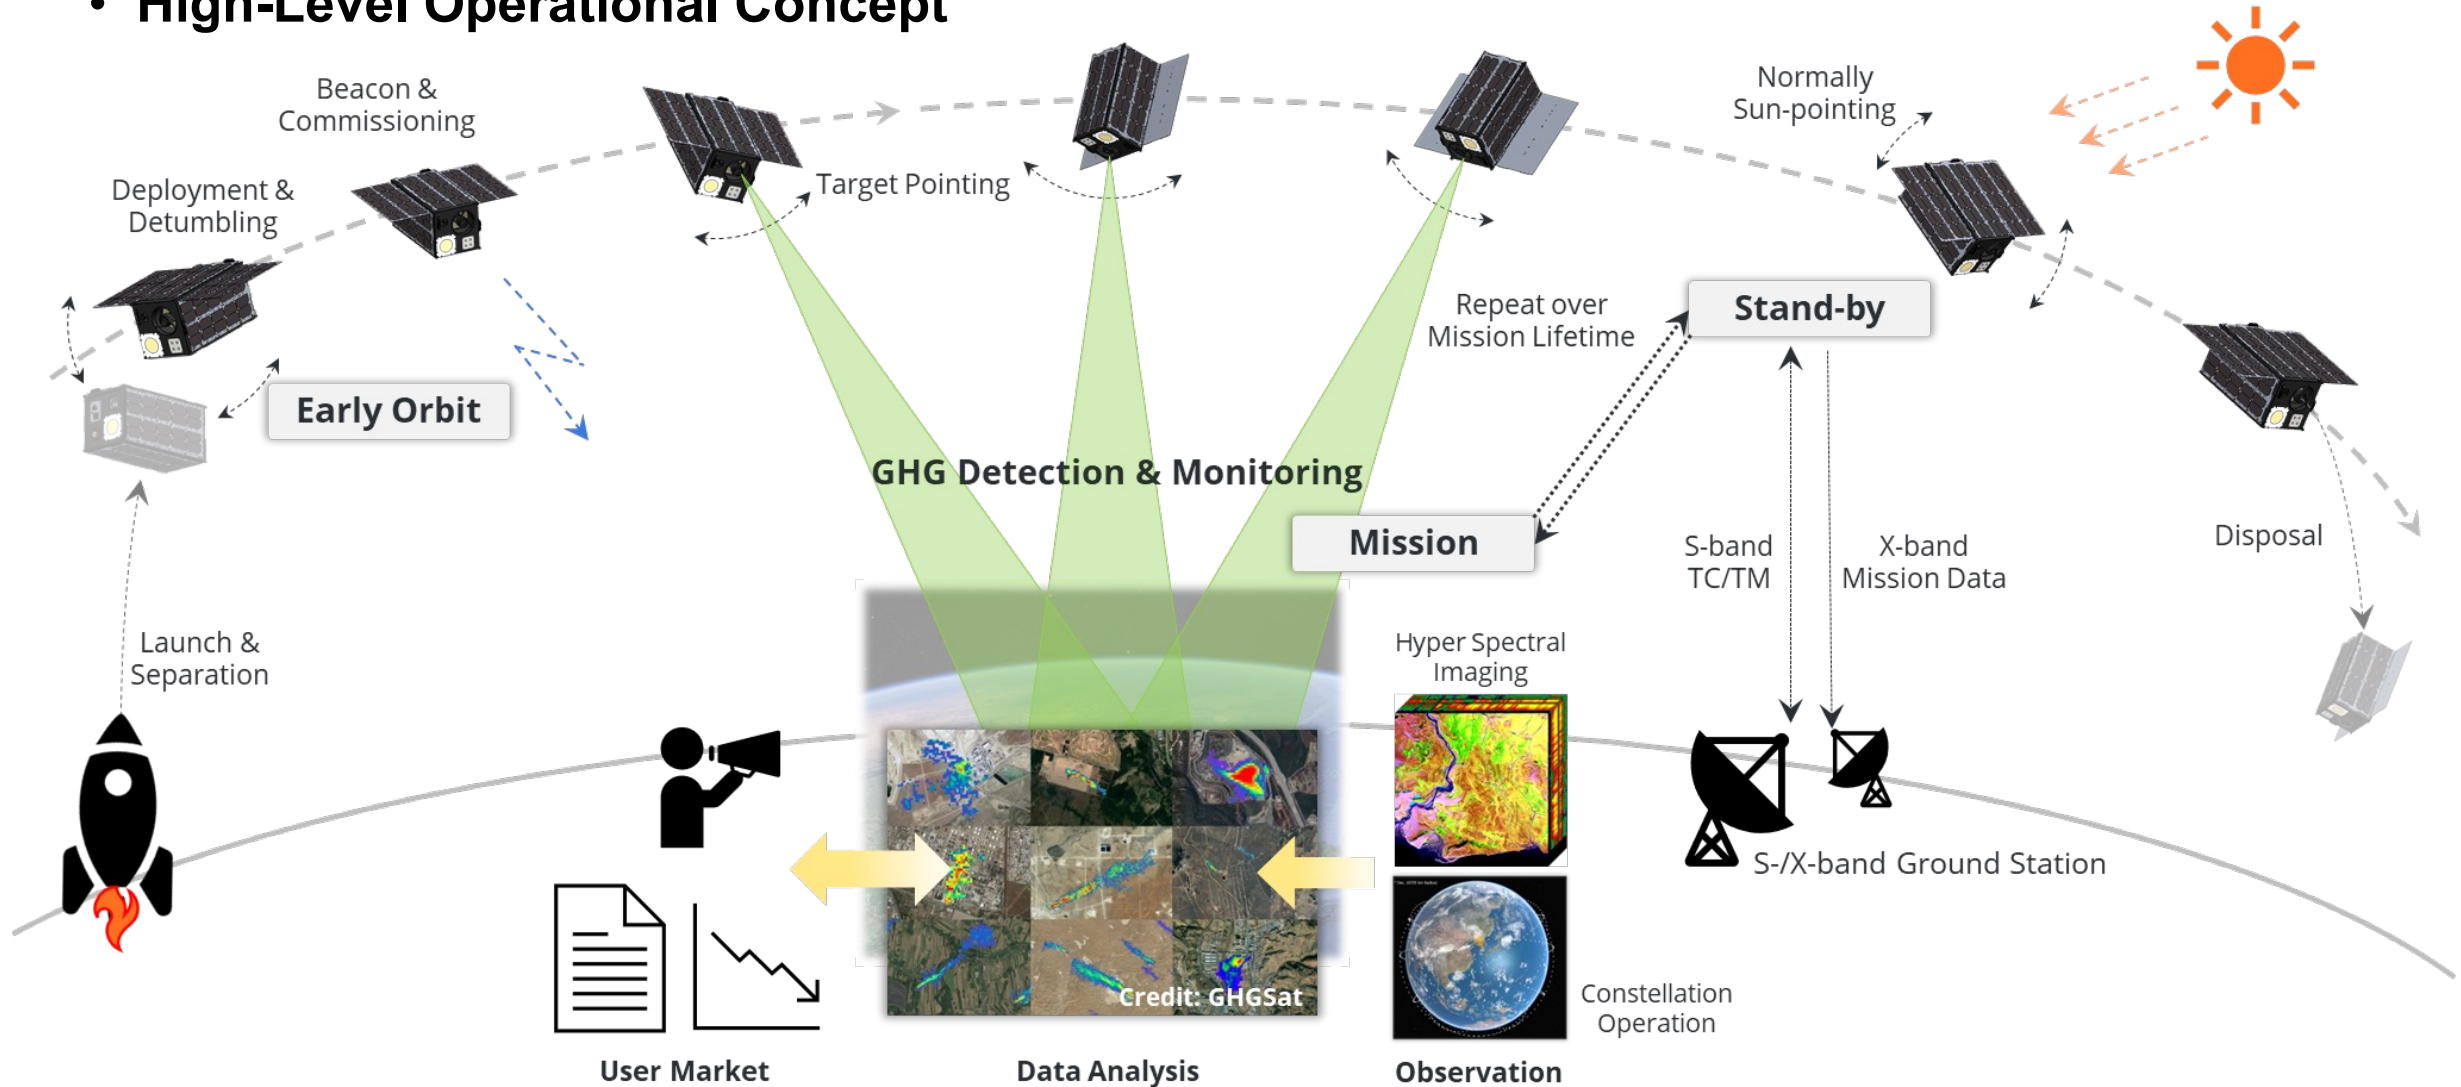 • High-Level Operational Concept
Beacon &
Commissioning
Deployment &
Detumbling
Early Orbit
Launch &
Separation
Target Pointing
GHG Detection & Monitoring
Normally
Sun-pointing
Repeat over
Mission Lifetime
Stand-by
Mission
S-band
TC/TM
X-band
Mission Data
Disposal
Hyper Spectral
Imaging
S-/X-band Ground Station
Credit: GHGSat
Constellation
Operation
User Market
Data Analysis
Observation